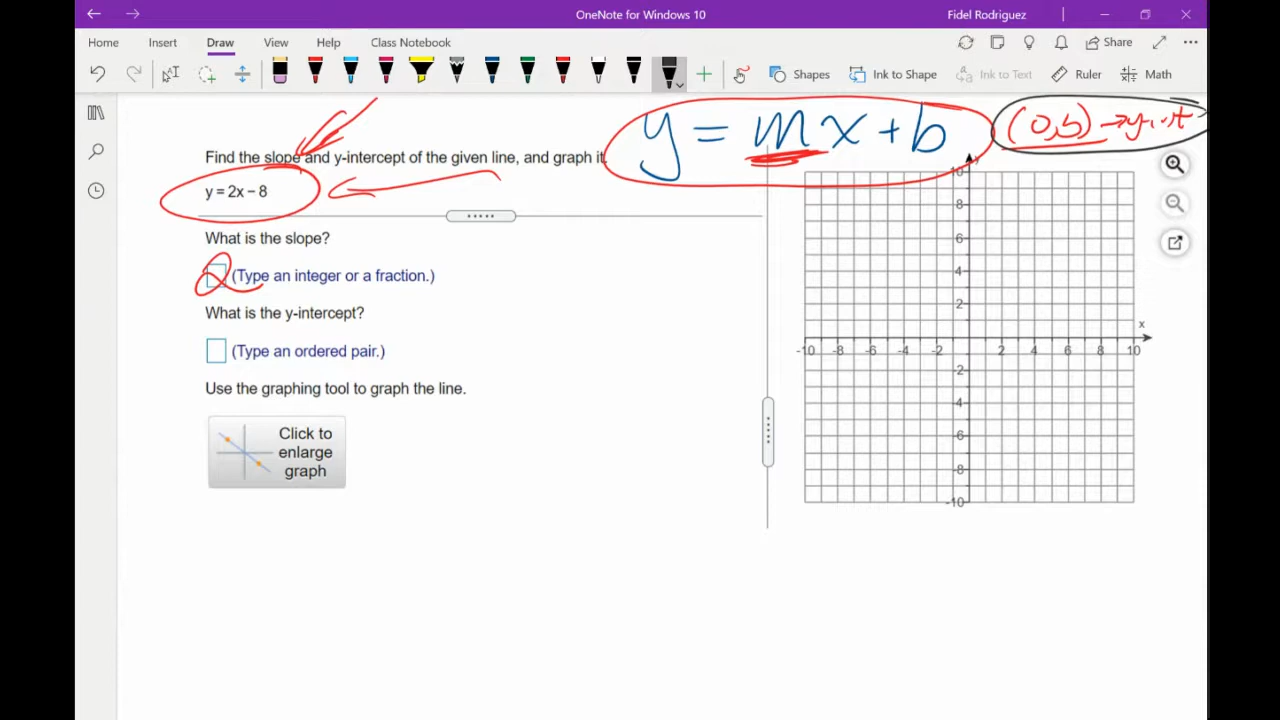 OneNote for Windows 10
Fidel Rodriguez
Home Insert Draw View Help Class Notebook
Share
Shapes Ink to Shape Ink to Text Ruler Math
y = mx + b
(0,b) → y-int
Find the slope and y-intercept of the given line, and graph it.
y = 2x − 8
What is the slope?
2 (Type an integer or a fraction.)
What is the y-intercept?
(Type an ordered pair.)
Use the graphing tool to graph the line.
Click to
enlarge
graph
y
10
8
6
4
2
x
-10 -8 -6 -4 -2 2 4 6 8 10
-2
-4
-6
-8
-10